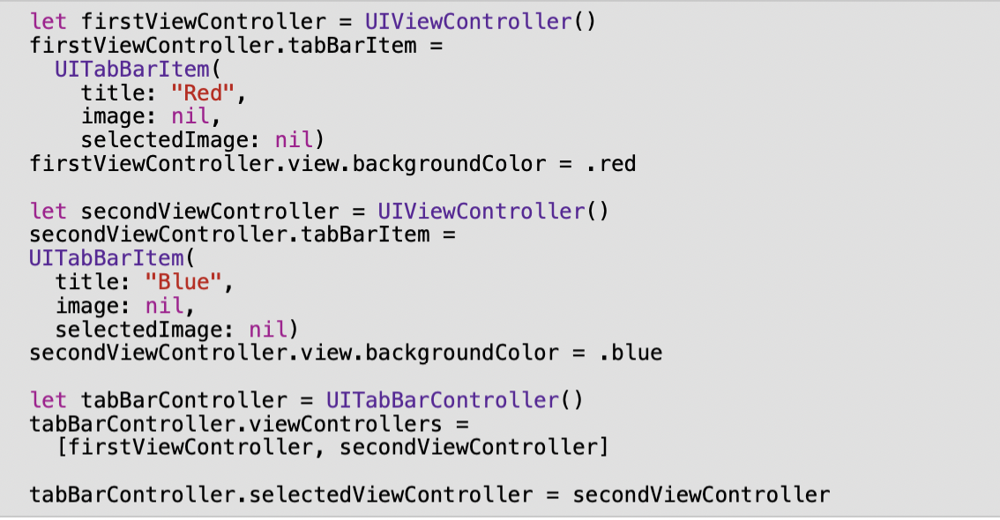 let firstViewController = UIViewController()
firstViewController.tabBarItem =
  UITabBarItem(
    title: "Red",
    image: nil,
    selectedImage: nil)
firstViewController.view.backgroundColor = .red

let secondViewController = UIViewController()
secondViewController.tabBarItem =
UITabBarItem(
  title: "Blue",
  image: nil,
  selectedImage: nil)
secondViewController.view.backgroundColor = .blue

let tabBarController = UITabBarController()
tabBarController.viewControllers =
  [firstViewController, secondViewController]

tabBarController.selectedViewController = secondViewController